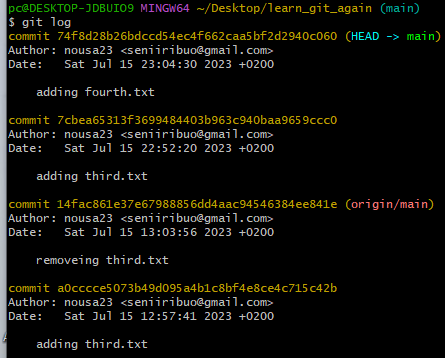 pc@DESKTOP-JDBUIO9 MINGW64 ~/Desktop/learn_git_again (main)
$ git log
commit 74f8d28b26bdccd54ec4f662caa5bf2d2940c060 (HEAD -> main)
Author: nousa23 <seniiribuo@gmail.com>
Date:   Sat Jul 15 23:04:30 2023 +0200
    adding fourth.txt
commit 7cbea65313f3699484403b963c940baa9659ccc0
Author: nousa23 <seniiribuo@gmail.com>
Date:   Sat Jul 15 22:52:20 2023 +0200
    adding third.txt
commit 14fac861e37e67988856dd4aac94546384ee841e (origin/main)
Author: nousa23 <seniiribuo@gmail.com>
Date:   Sat Jul 15 13:03:56 2023 +0200
    removeing third.txt
commit a0cccce5073b49d095a4b1c8bf4e8ce4c715c42b
Author: nousa23 <seniiribuo@gmail.com>
Date:   Sat Jul 15 12:57:41 2023 +0200
    adding third.txt